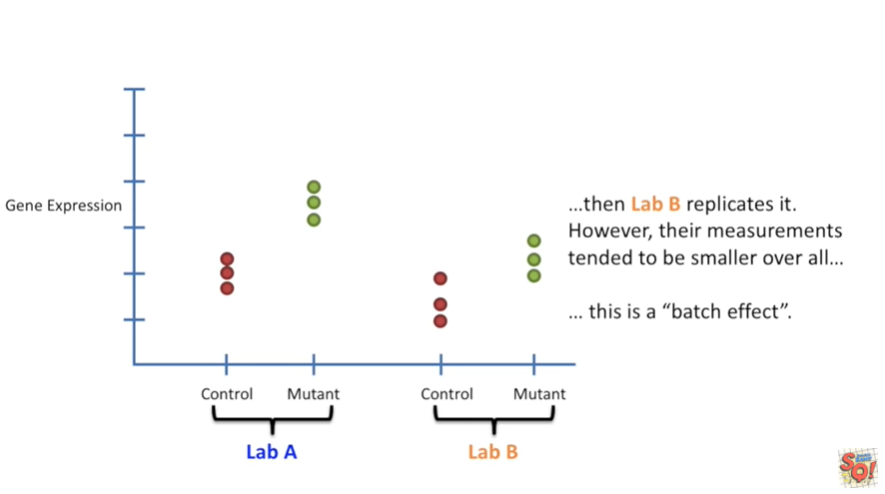 Gene Expression
...then Lab B replicates it.
However, their measurements
tended to be smaller over all...
... this is a “batch effect”.
Control Mutant Control Mutant
Lab A Lab B
SO!